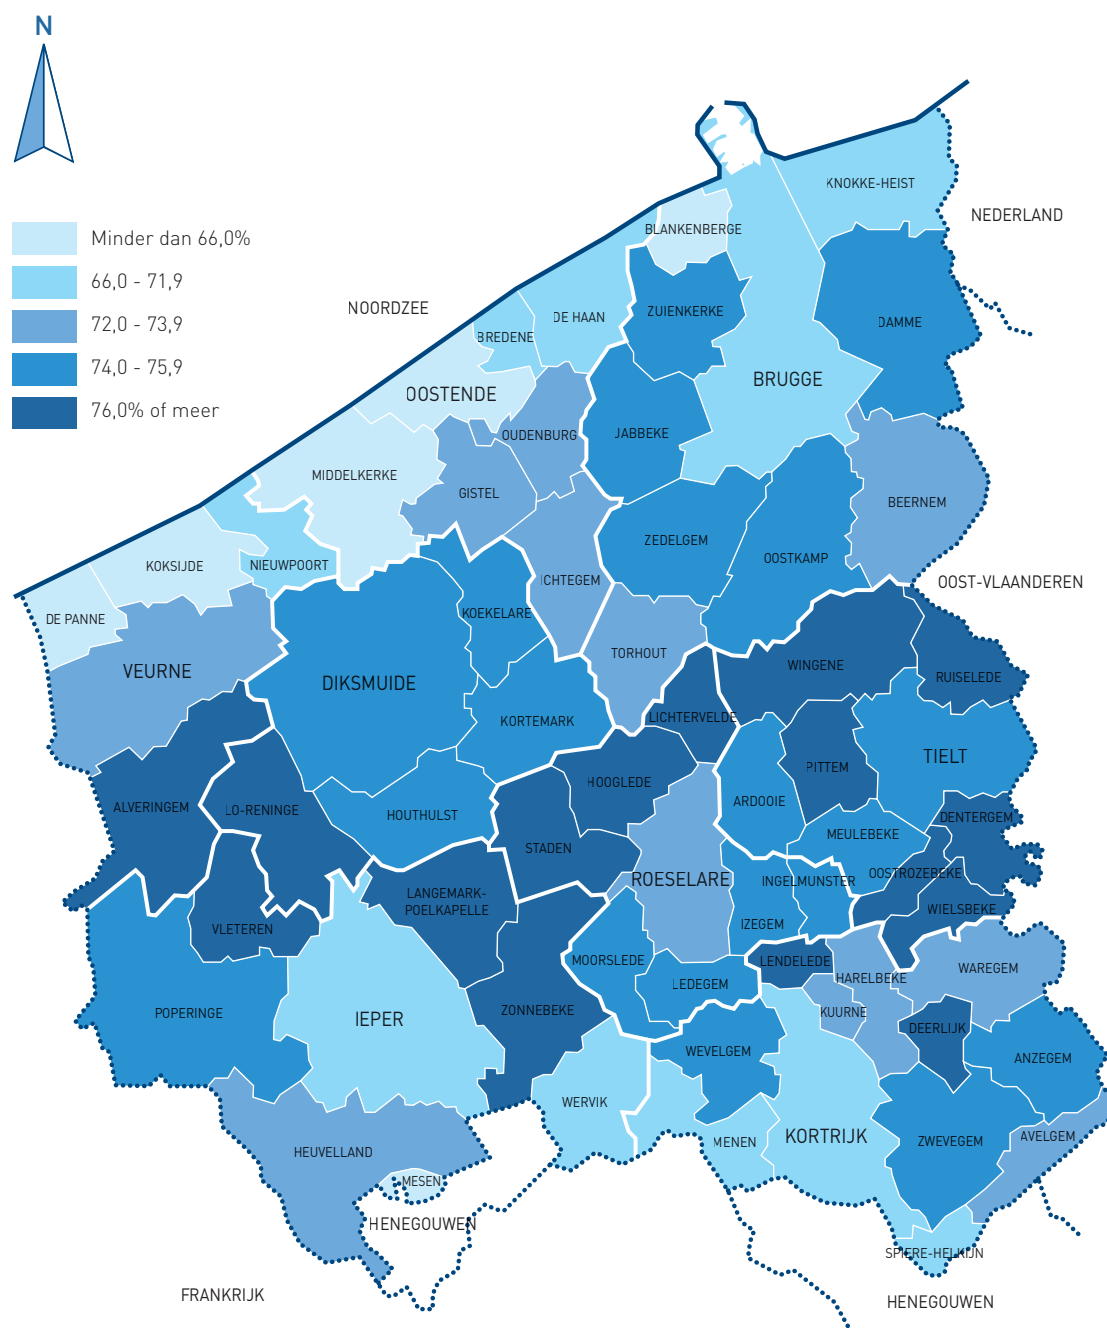 N
Minder dan 66,0%
66,0 - 71,9
72,0 - 73,9
74,0 - 75,9
76,0% of meer
NOORDZEE
NEDERLAND
KNOKKE-HEIST
BLANKENBERGE
ZUIENKERKE
DAMME
DE HAAN
BREDENE
BRUGGE
OOSTENDE
OUDENBURG
JABBEKE
MIDDELKERKE
GISTEL
BEERNEM
ZEDELGEM
OOSTKAMP
KOKSIJDE
NIEUWPOORT
ICHTEGEM
OOST-VLAANDEREN
DE PANNE
KOEKELARE
VEURNE
TORHOUT
WINGENE
RUISELEDE
DIKSMUIDE
KORTEMARK
LICHTERVELDE
TIELT
PITTEM
HOOGLEDE
ARDOOIE
ALVERINGEM
LO-RENINGE
HOUTHULST
DENTERGEM
MEULEBEKE
STADEN
ROESELARE
INGELMUNSTER
OOSTROZEBEKE
LANGEMARK-
POELKAPELLE
WIELSBEKE
IZEGEM
VLETEREN
MOORSLEDE
LENDELEDE
WAREGEM
HARELBEKE
LEDEGEM
ZONNEBEKE
KUURNE
POPERINGE
IEPER
DEERLIJK
WEVELGEM
ANZEGEM
WERVIK
KORTRIJK
AVELGEM
MENEN
ZWEVEGEM
HEUVELLAND
MESEN
HENEGOUWEN
SPIERE-HELKIJN
FRANKRIJK
HENEGOUWEN